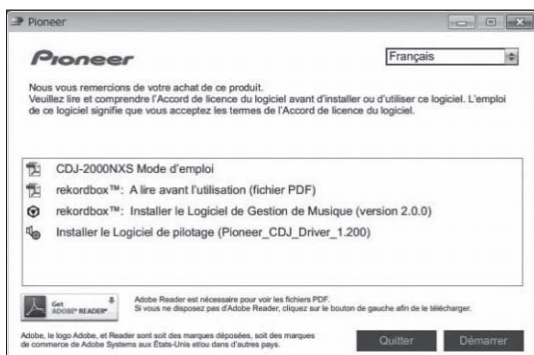 Pioneer
Pioneer
Français
Nous vous remercions de votre achat de ce produit.
Veuillez lire et comprendre l'Accord de licence du logiciel avant d'installer ou d'utiliser ce logiciel. L'emploi
de ce logiciel signifie que vous acceptez les termes de l'Accord de licence du logiciel.
CDJ-2000NXS Mode d'emploi
rekordbox™: A lire avant l'utilisation (fichier PDF)
rekordbox™: Installer le Logiciel de Gestion de Musique (version 2.0.0)
Installer le Logiciel de pilotage (Pioneer_CDJ_Driver_1.200)
Get
ADOBE® READER®
Adobe Reader est nécessaire pour voir les fichiers PDF.
Si vous ne disposez pas d'Adobe Reader, cliquez sur le bouton de gauche afin de le télécharger.
Adobe, le logo Adobe, et Reader sont soit des marques déposées, soit des marques
de commerce de Adobe Systems aux États-Unis et/ou dans d'autres pays.
Quitter
Démarrer